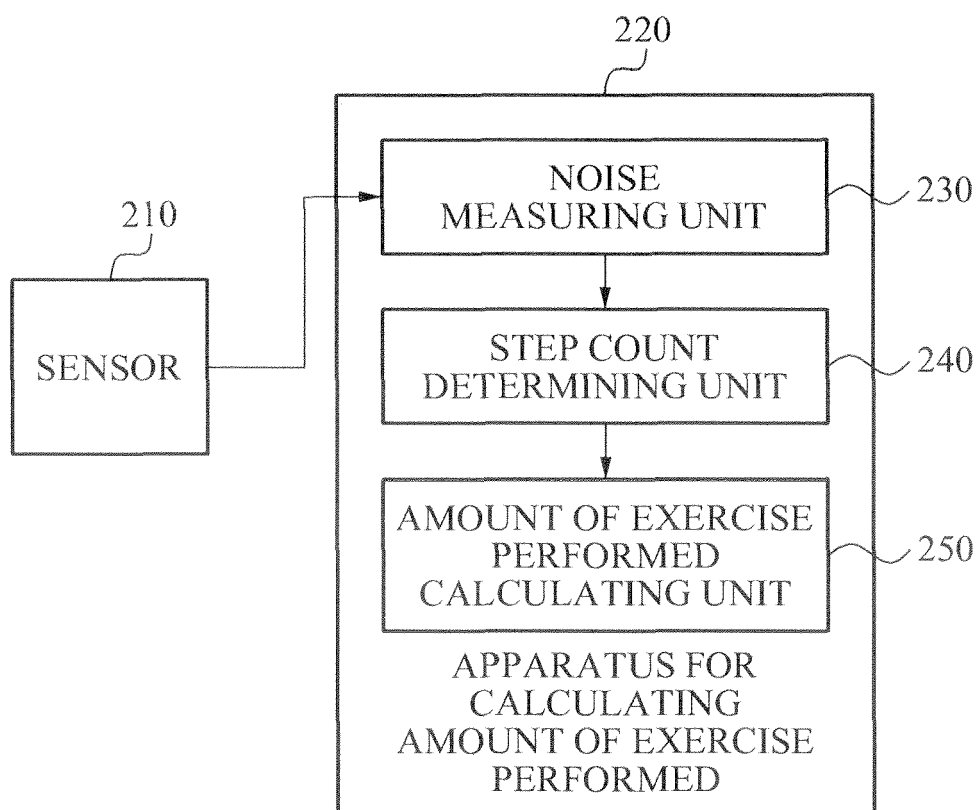 220
NOISE
MEASURING UNIT
230
210
SENSOR
STEP COUNT
DETERMINING UNIT
240
AMOUNT OF EXERCISE
PERFORMED
CALCULATING UNIT
250
APPARATUS FOR
CALCULATING
AMOUNT OF EXERCISE
PERFORMED